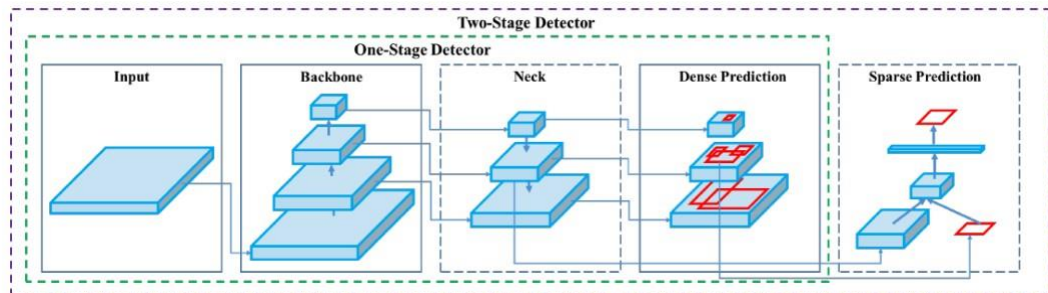 Two-Stage Detector
One-Stage Detector
Input
Backbone
Neck
Dense Prediction
Sparse Prediction